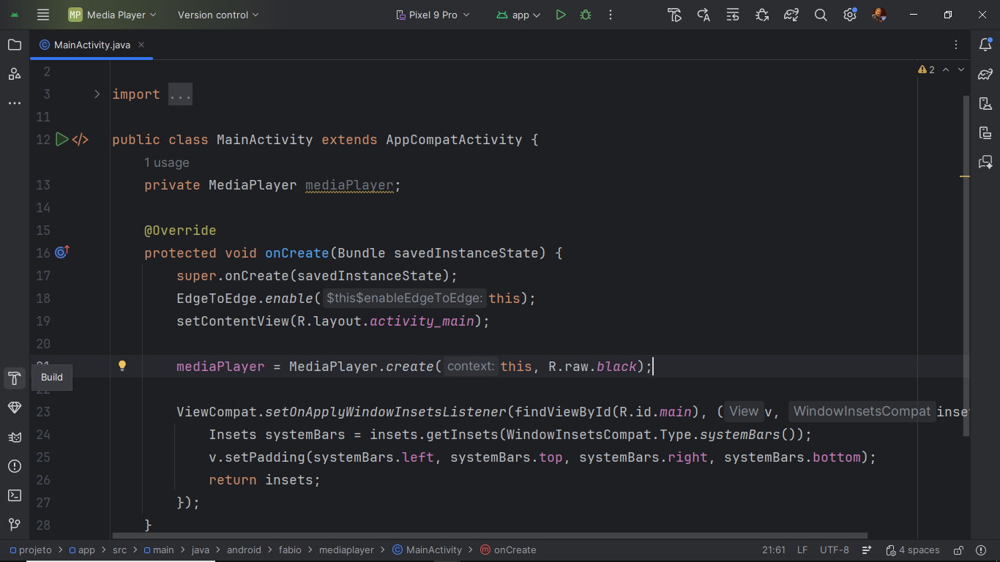 MP Media Player Version control Pixel 9 Pro app
MainActivity.java
2
2
3 import ...
11
12 public class MainActivity extends AppCompatActivity {
1 usage
13 private MediaPlayer mediaPlayer;
14
15 @Override
16 protected void onCreate(Bundle savedInstanceState) {
17 super.onCreate(savedInstanceState);
18 EdgeToEdge.enable( $this$enableEdgeToEdge: this);
19 setContentView(R.layout.activity_main);
20
21 mediaPlayer = MediaPlayer.create( context: this, R.raw.black);
Build
23 ViewCompat.setOnApplyWindowInsetsListener(findViewById(R.id.main), ( View v, WindowInsetsCompat inse
24 Insets systemBars = insets.getInsets(WindowInsetsCompat.Type.systemBars());
25 v.setPadding(systemBars.left, systemBars.top, systemBars.right, systemBars.bottom);
26 return insets;
27 });
28 }
projeto > app > src > main > java > android > fabio > mediaplayer > MainActivity > onCreate 21:61 LF UTF-8 4 spaces